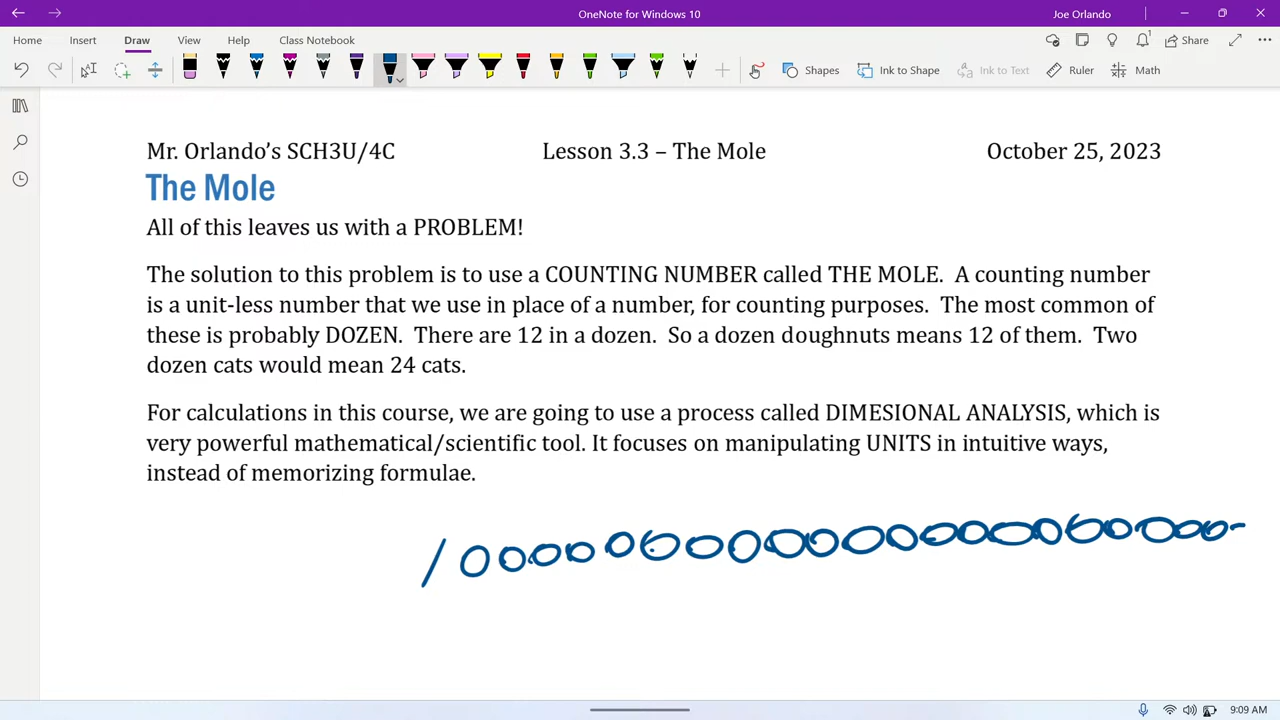 OneNote for Windows 10
Joe Orlando
Home Insert Draw View Help Class Notebook
Share
Shapes Ink to Shape Ink to Text Ruler Math
Mr. Orlando's SCH3U/4C Lesson 3.3 – The Mole October 25, 2023
The Mole
All of this leaves us with a PROBLEM!
The solution to this problem is to use a COUNTING NUMBER called THE MOLE. A counting number
is a unit-less number that we use in place of a number, for counting purposes. The most common of
these is probably DOZEN. There are 12 in a dozen. So a dozen doughnuts means 12 of them. Two
dozen cats would mean 24 cats.
For calculations in this course, we are going to use a process called DIMESIONAL ANALYSIS, which is
very powerful mathematical/scientific tool. It focuses on manipulating UNITS in intuitive ways,
instead of memorizing formulae.
1000000000000000000000
9:09 AM